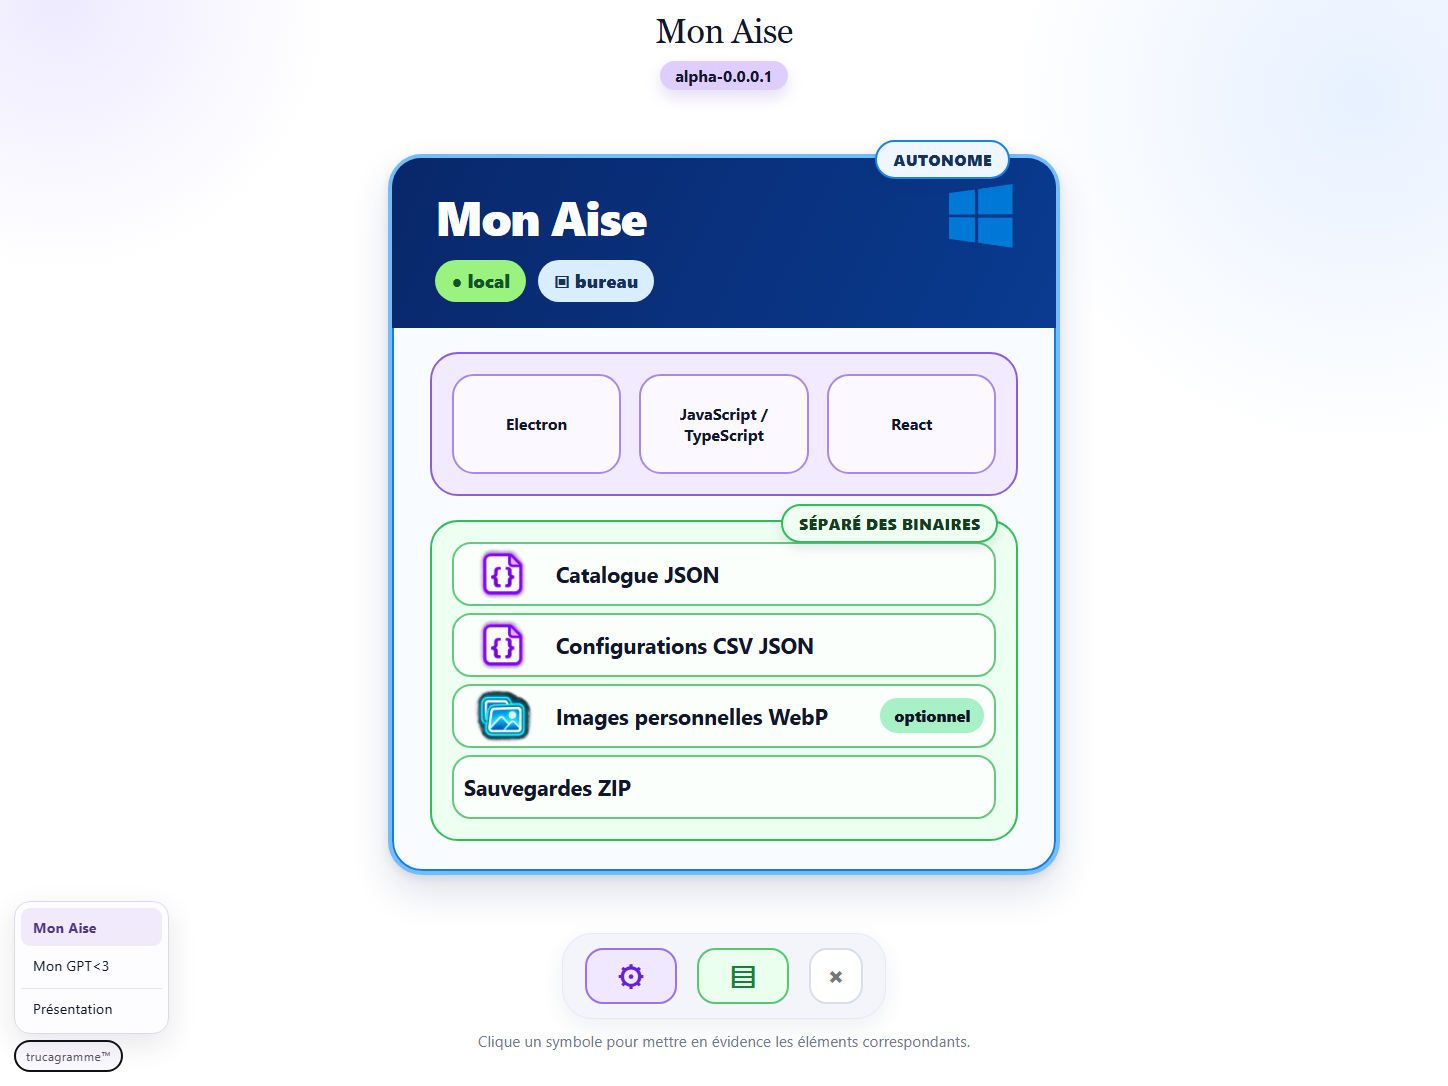 Mon Aise
alpha-0.0.0.1
AUTONOME
Mon Aise
● local
▣ bureau
Electron
JavaScript /
TypeScript
React
SÉPARÉ DES BINAIRES
{ } Catalogue JSON
{ } Configurations CSV JSON
Images personnelles WebP
optionnel
Sauvegardes ZIP
Mon Aise
Mon GPT<3
Présentation
trucagramme™
Clique un symbole pour mettre en évidence les éléments correspondants.